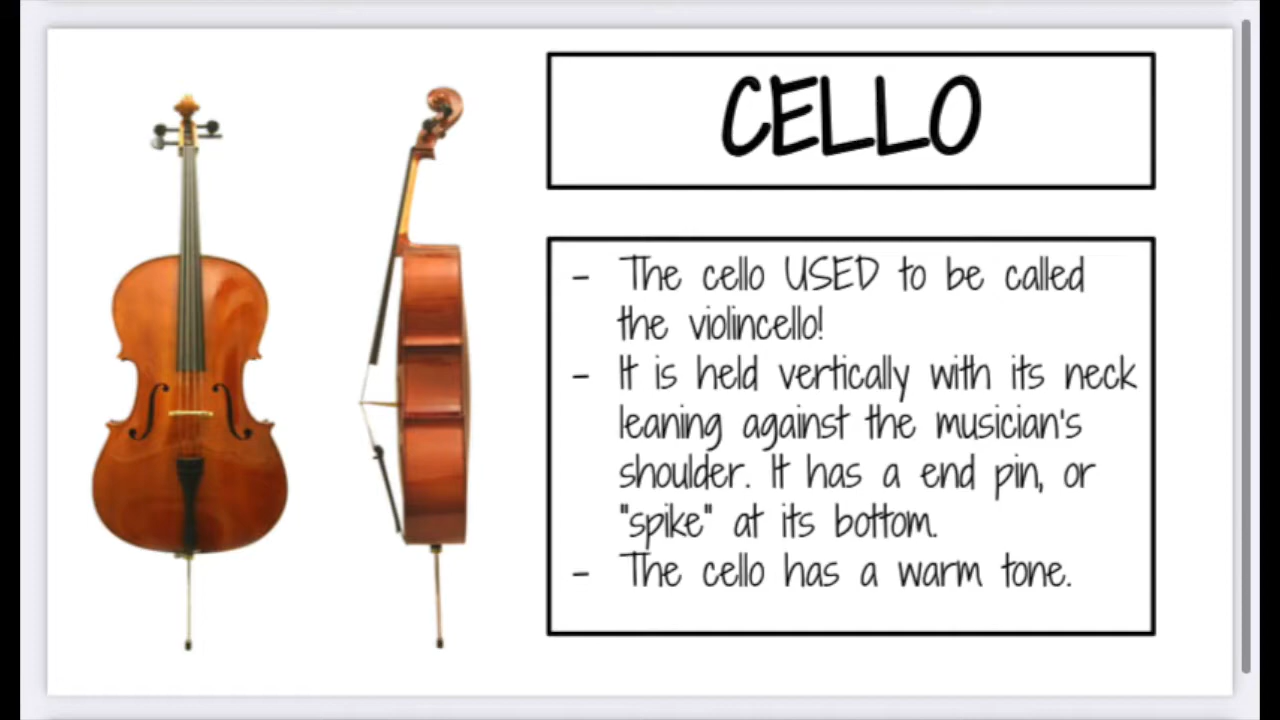 CELLO
- The cello USED to be called
the violincello!
- It is held vertically with its neck
leaning against the musician's
shoulder. It has a end pin, or
"spike" at its bottom.
- The cello has a warm tone.